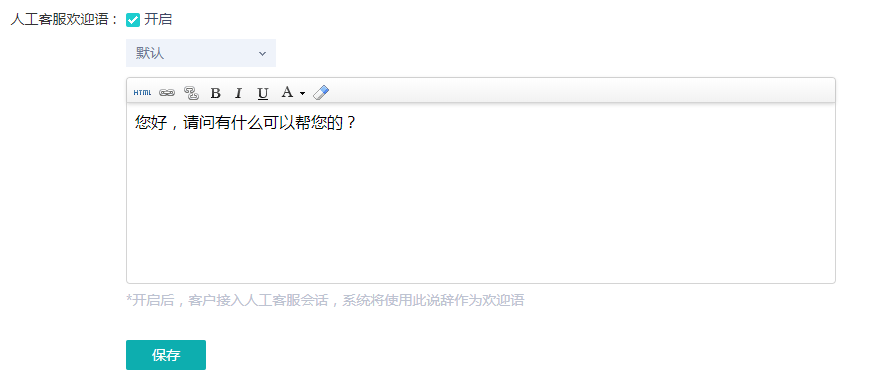 人工客服欢迎语： 开启
默认
HTML B I U A
您好，请问有什么可以帮您的？
*开启后，客户接入人工客服会话，系统将使用此说辞作为欢迎语
保存